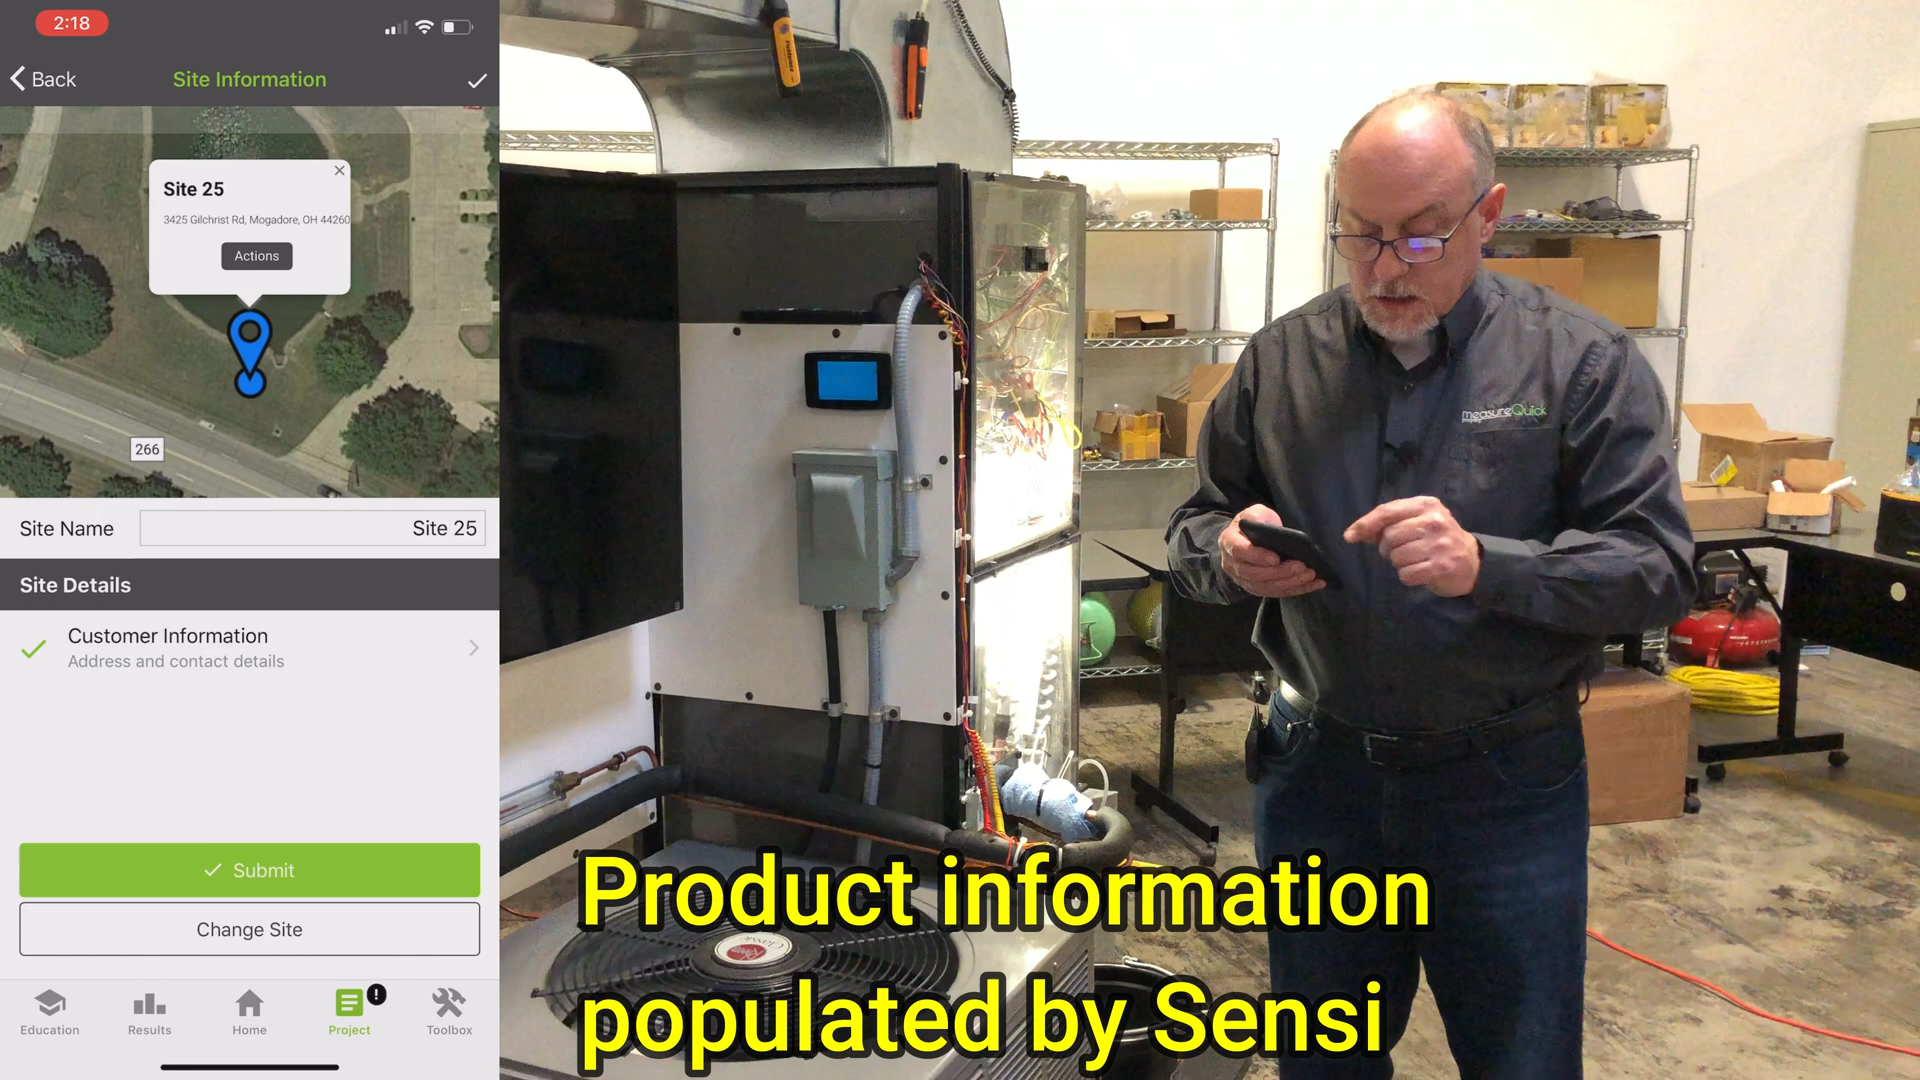 2:18
Back
Site Information
Site 25
3425 Gilchrist Rd, Mogadore, OH 44260
Actions
266
Site Name
Site 25
Site Details
Customer Information
Address and contact details
Submit
Change Site
Education
Results
Home
Project
Toolbox
measureQuick
Classic
Product information
populated by Sensi